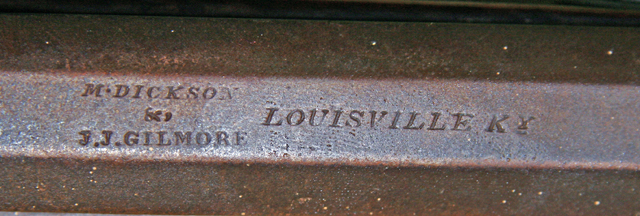 M. DICKSON
&
J.J. GILMORE
LOUISVILLE KY